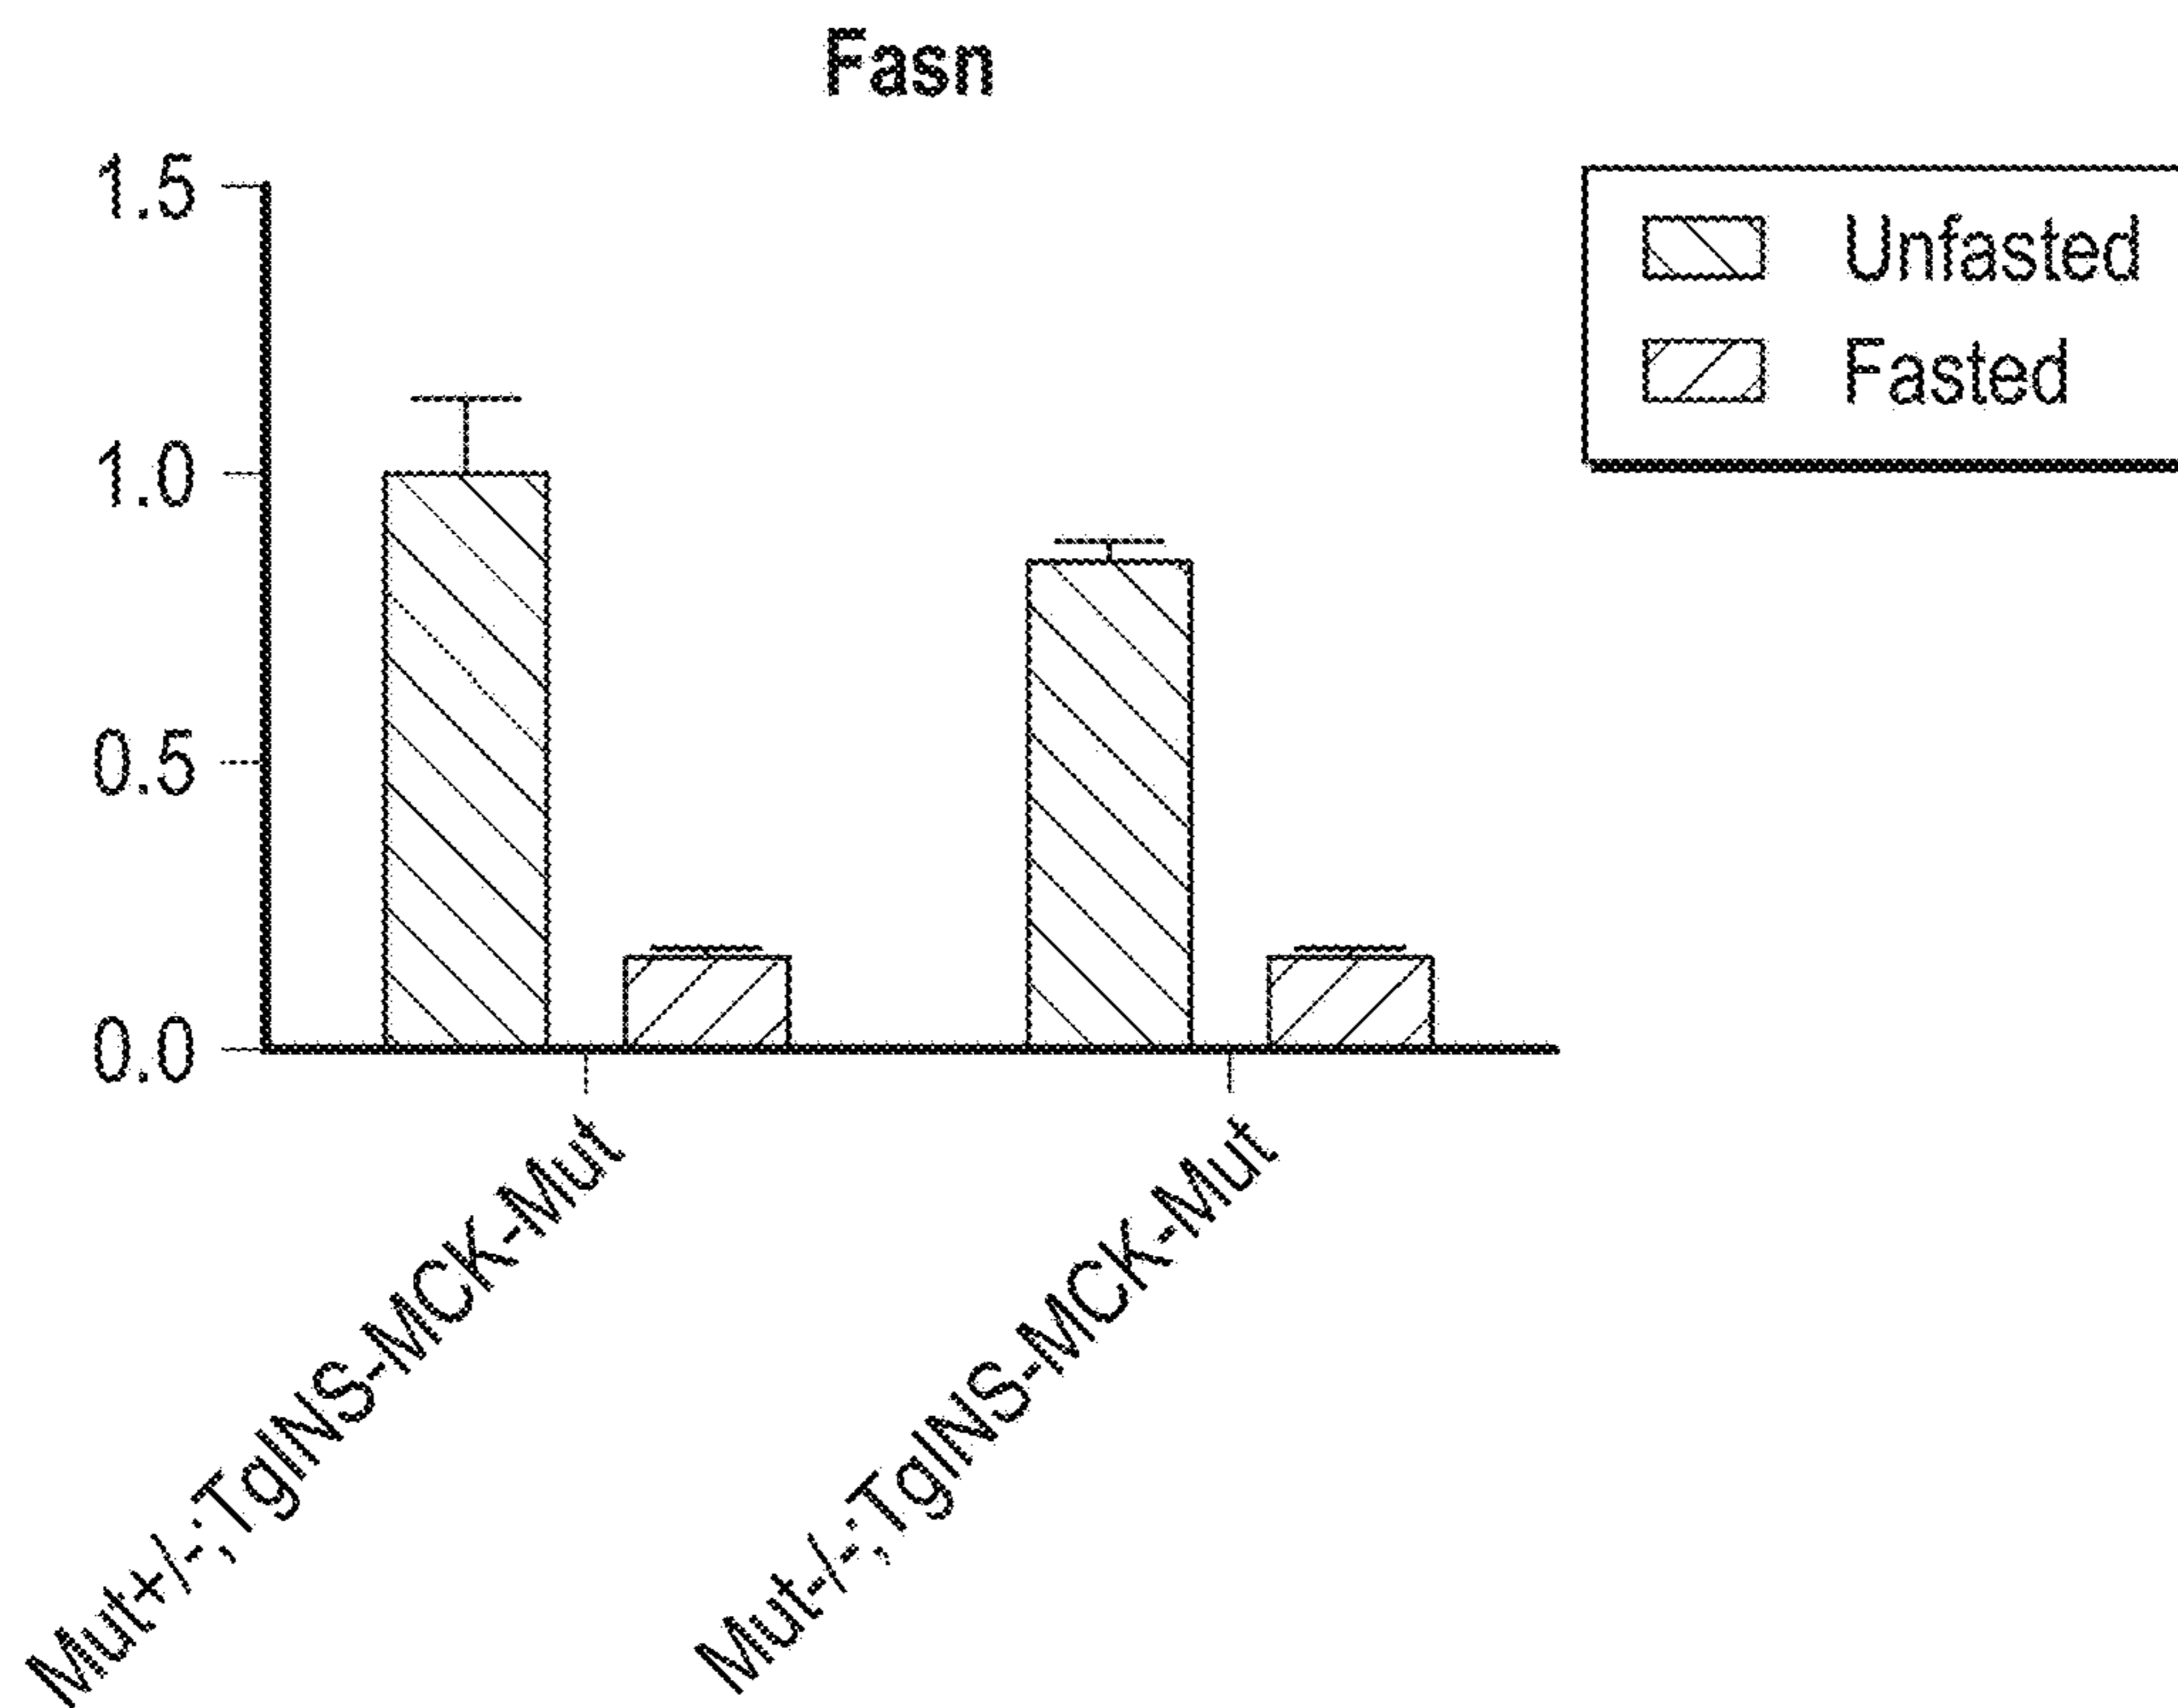 Fasn
1.5
1.0
0.5
0.0
Unfasted
Fasted
Mut+/-;TgINS-MCK-Mut
Mut-/-;TgINS-MCK-Mut